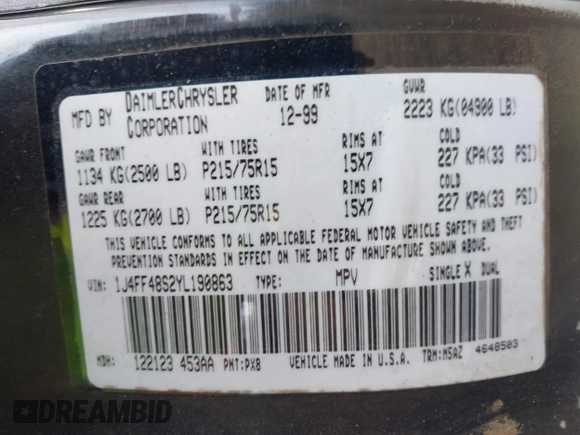 MFD BY DAIMLERCHRYSLER CORPORATION DATE OF MFR 12-99 GVWR 2223 KG(04900 LB)
GAWR FRONT WITH TIRES RIMS AT COLD
1134 KG(2500 LB) P215/75R15 15X7 227 KPA(33 PSI)
GAWR REAR WITH TIRES RIMS AT COLD
1225 KG(2700 LB) P215/75R15 15X7 227 KPA(33 PSI)
THIS VEHICLE CONFORMS TO ALL APPLICABLE FEDERAL MOTOR VEHICLE SAFETY AND THEFT
PREVENTION STANDARDS IN EFFECT ON THE DATE OF MANUFACTURE SHOWN ABOVE.
VIN: 1J4FF48S2YL190863 TYPE: MPV SINGLE X DUAL
MDH: 122123 453AA PNT:PX8 VEHICLE MADE IN U.S.A. TRM:M5AZ 4648503
DREAMBID